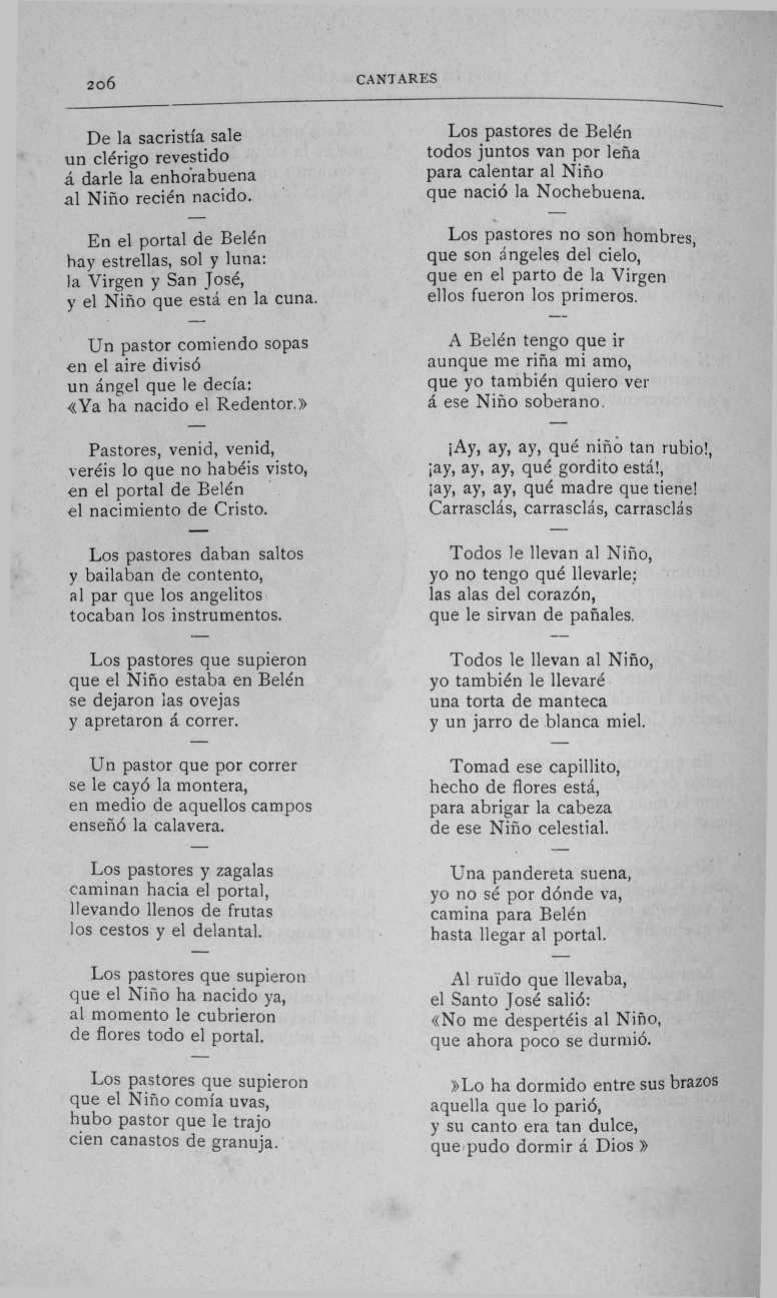 206
CANTARES
De la sacristía sale
un clérigo revestido
á darle la enhorabuena
al Niño recién nacido.
—
En el portal de Belén
hay estrellas, sol y luna:
la Virgen y San José,
y el Niño que está en la cuna.
—
Un pastor comiendo sopas
en el aire divisó
un ángel que le decía:
«Ya ha nacido el Redentor.»
—
Pastores, venid, venid,
veréis lo que no habéis visto,
en el portal de Belén
el nacimiento de Cristo.
—
Los pastores daban saltos
y bailaban de contento,
al par que los angelitos
tocaban los instrumentos.
—
Los pastores que supieron
que el Niño estaba en Belén
se dejaron las ovejas
y apretaron á correr.
—
Un pastor que por correr
se le cayó la montera,
en medio de aquellos campos
enseñó la calavera.
—
Los pastores y zagalas
caminan hacia el portal,
llevando llenos de frutas
los cestos y el delantal.
—
Los pastores que supieron
que el Niño ha nacido ya,
al momento le cubrieron
de flores todo el portal.
—
Los pastores que supieron
que el Niño comía uvas,
hubo pastor que le trajo
cien canastos de granuja.
Los pastores de Belén
todos juntos van por leña
para calentar al Niño
que nació la Nochebuena.
—
Los pastores no son hombres,
que son ángeles del cielo,
que en el parto de la Virgen
ellos fueron los primeros.
—
A Belén tengo que ir
aunque me riña mi amo,
que yo también quiero ver
á ese Niño soberano.
—
¡Ay, ay, ay, qué niño tan rubio!,
¡ay, ay, ay, qué gordito está!,
¡ay, ay, ay, qué madre que tiene!
Carrasclás, carrasclás, carrasclás
—
Todos le llevan al Niño,
yo no tengo qué llevarle;
las alas del corazón,
que le sirvan de pañales.
—
Todos le llevan al Niño,
yo también le llevaré
una torta de manteca
y un jarro de blanca miel.
—
Tomad ese capillito,
hecho de flores está,
para abrigar la cabeza
de ese Niño celestial.
—
Una pandereta suena,
yo no sé por dónde va,
camina para Belén
hasta llegar al portal.
—
Al ruïdo que llevaba,
el Santo José salió:
«No me despertéis al Niño,
que ahora poco se durmió.
»Lo ha dormido entre sus brazos
aquella que lo parió,
y su canto era tan dulce,
que pudo dormir á Dios »